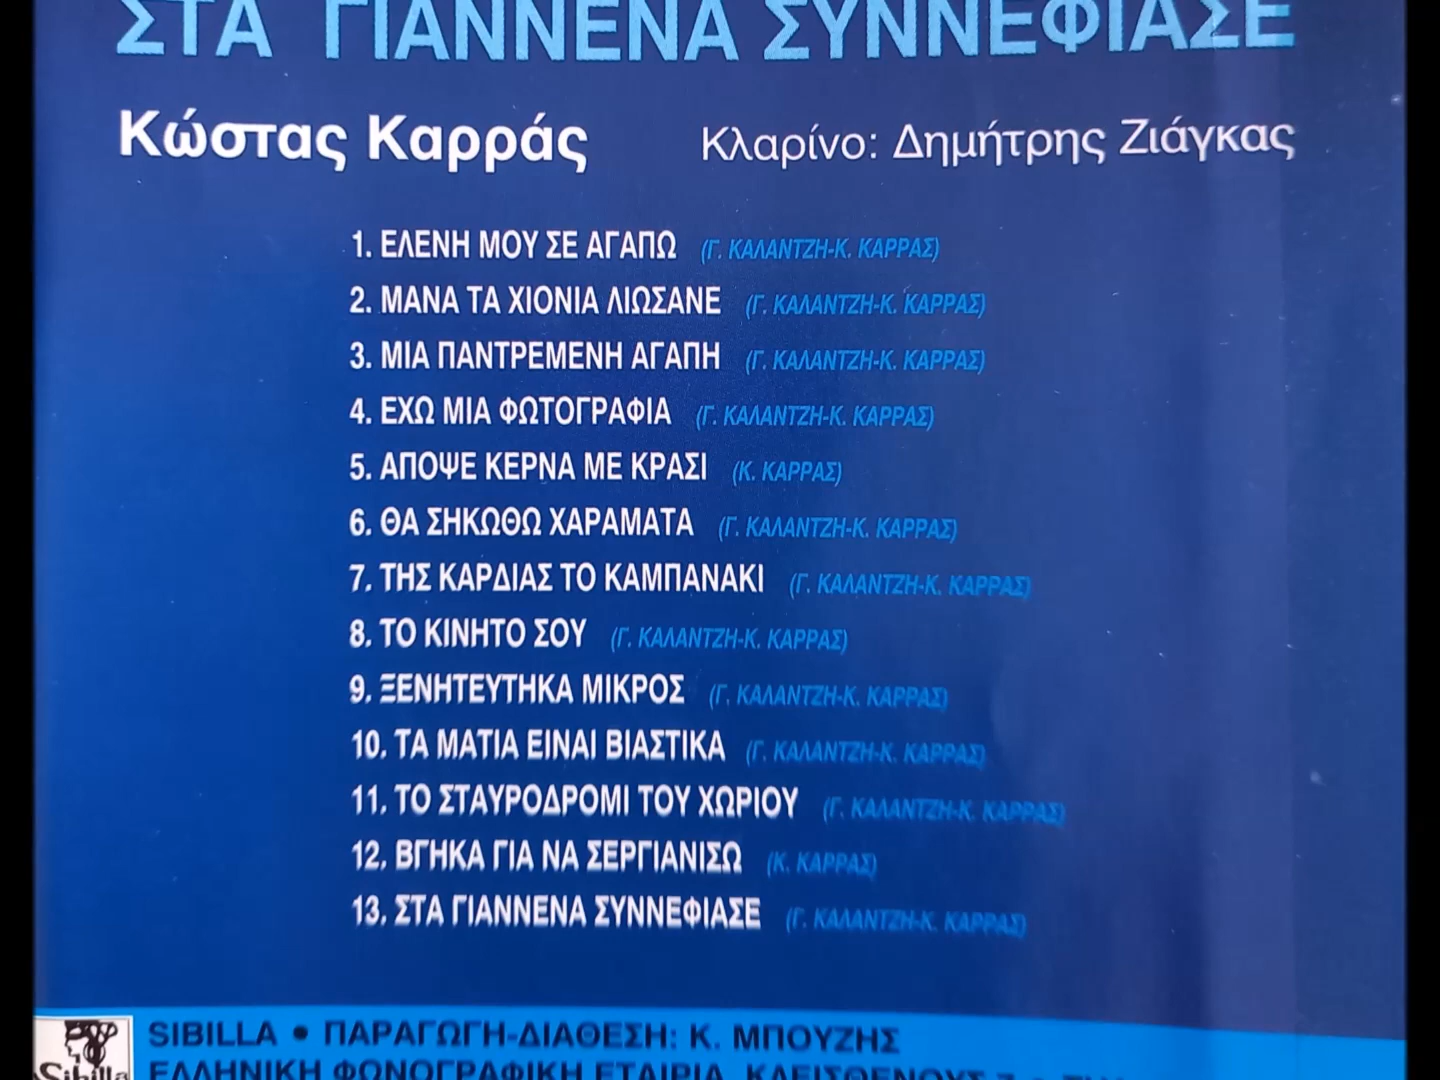 ΣΤΑ ΓΙΑΝΝΕΝΑ ΣΥΝΝΕΦΙΑΣΕ
Κώστας Καρράς Κλαρίνο: Δημήτρης Ζιάγκας
1. ΕΛΕΝΗ ΜΟΥ ΣΕ ΑΓΑΠΩ (Γ. ΚΑΛΑΝΤΖΗ-Κ. ΚΑΡΡΑΣ)
2. ΜΑΝΑ ΤΑ ΧΙΟΝΙΑ ΛΙΩΣΑΝΕ (Γ. ΚΑΛΑΝΤΖΗ-Κ. ΚΑΡΡΑΣ)
3. ΜΙΑ ΠΑΝΤΡΕΜΕΝΗ ΑΓΑΠΗ (Γ. ΚΑΛΑΝΤΖΗ-Κ. ΚΑΡΡΑΣ)
4. ΕΧΩ ΜΙΑ ΦΩΤΟΓΡΑΦΙΑ (Γ. ΚΑΛΑΝΤΖΗ-Κ. ΚΑΡΡΑΣ)
5. ΑΠΟΨΕ ΚΕΡΝΑ ΜΕ ΚΡΑΣΙ (Κ. ΚΑΡΡΑΣ)
6. ΘΑ ΣΗΚΩΘΩ ΧΑΡΑΜΑΤΑ (Γ. ΚΑΛΑΝΤΖΗ-Κ. ΚΑΡΡΑΣ)
7. ΤΗΣ ΚΑΡΔΙΑΣ ΤΟ ΚΑΜΠΑΝΑΚΙ (Γ. ΚΑΛΑΝΤΖΗ-Κ. ΚΑΡΡΑΣ)
8. ΤΟ ΚΙΝΗΤΟ ΣΟΥ (Γ. ΚΑΛΑΝΤΖΗ-Κ. ΚΑΡΡΑΣ)
9. ΞΕΝΗΤΕΥΤΗΚΑ ΜΙΚΡΟΣ (Γ. ΚΑΛΑΝΤΖΗ-Κ. ΚΑΡΡΑΣ)
10. ΤΑ ΜΑΤΙΑ ΕΙΝΑΙ ΒΙΑΣΤΙΚΑ (Γ. ΚΑΛΑΝΤΖΗ-Κ. ΚΑΡΡΑΣ)
11. ΤΟ ΣΤΑΥΡΟΔΡΟΜΙ ΤΟΥ ΧΩΡΙΟΥ (Γ. ΚΑΛΑΝΤΖΗ-Κ. ΚΑΡΡΑΣ)
12. ΒΓΗΚΑ ΓΙΑ ΝΑ ΣΕΡΓΙΑΝΙΣΩ (Κ. ΚΑΡΡΑΣ)
13. ΣΤΑ ΓΙΑΝΝΕΝΑ ΣΥΝΝΕΦΙΑΣΕ (Γ. ΚΑΛΑΝΤΖΗ-Κ. ΚΑΡΡΑΣ)
SIBILLA • ΠΑΡΑΓΩΓΗ-ΔΙΑΘΕΣΗ: Κ. ΜΠΟΥΖΗΣ
Sibilla ΕΛΛΗΝΙΚΗ ΦΩΝΟΓΡΑΦΙΚΗ ΕΤΑΙΡΙΑ ΚΛΕΙΣΘΕΝΟΥΣ